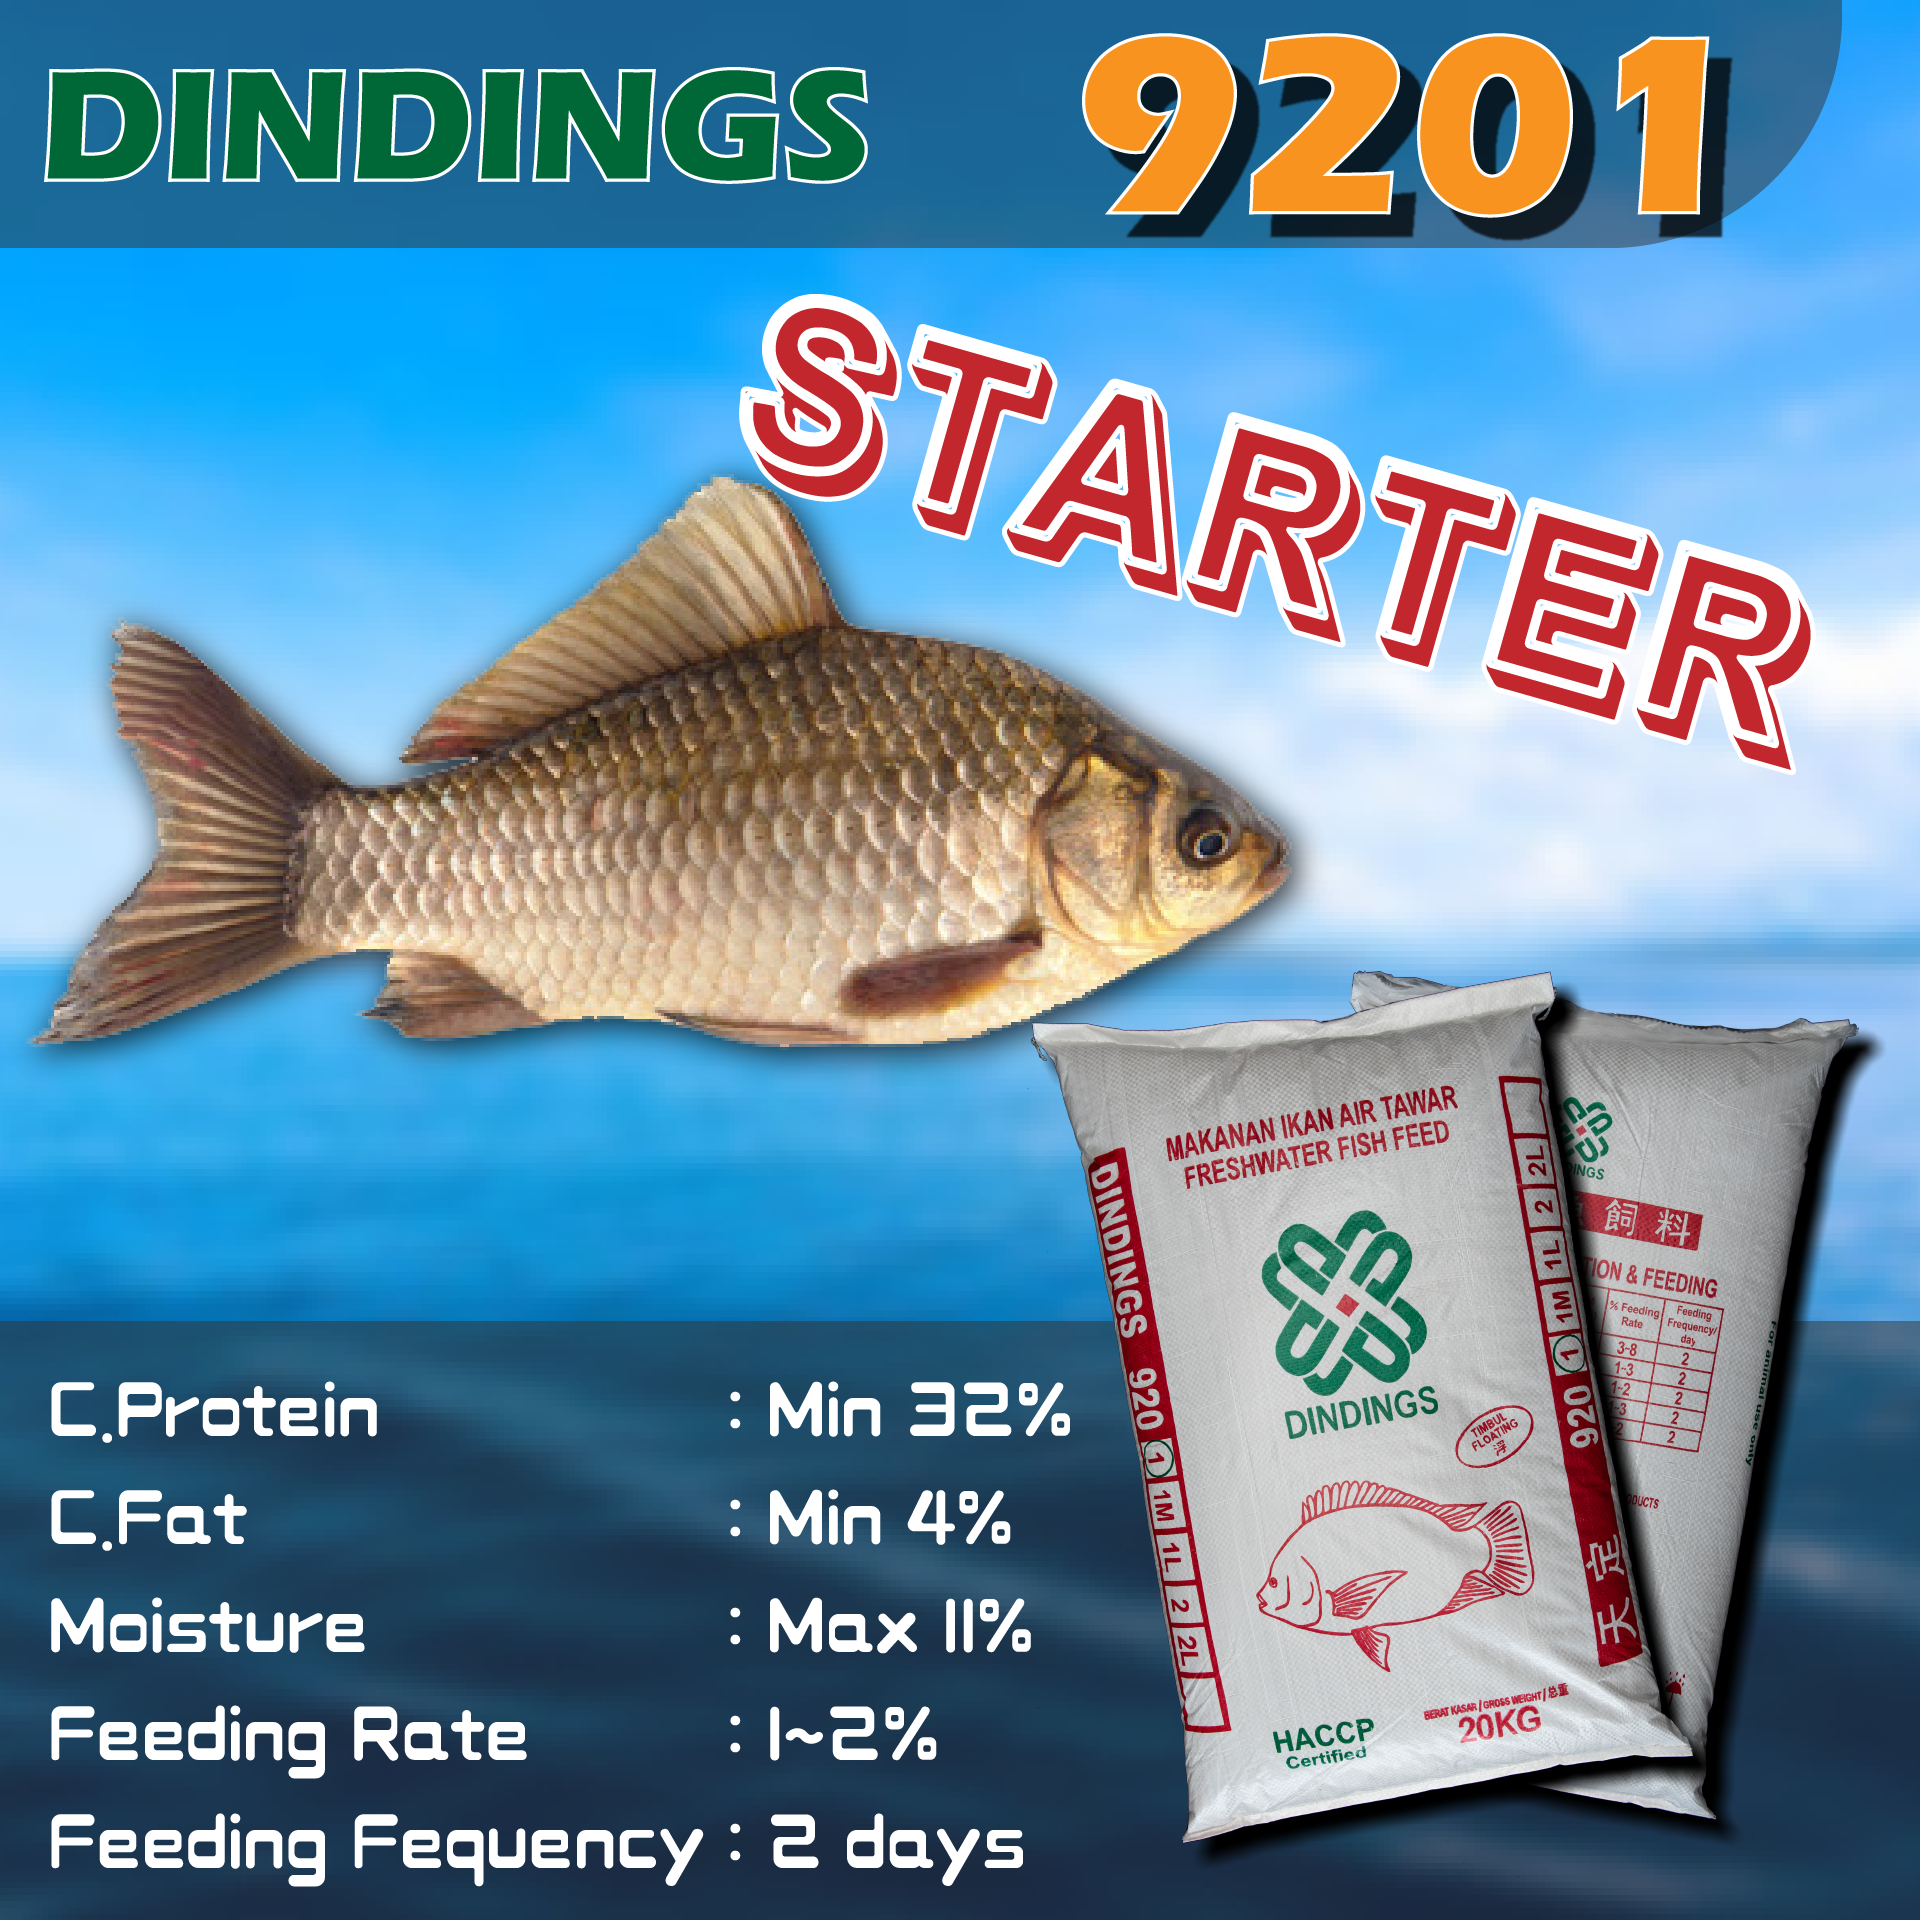 DINDINGS 9201
STARTER
C.Protein : Min 32%
C.Fat : Min 4%
Moisture : Max 11%
Feeding Rate : 1~2%
Feeding Fequency : 2 days
MAKANAN IKAN AIR TAWAR
FRESHWATER FISH FEED
DINDINGS 920 1 1M 1L 2 2L
DINDINGS
TIMBUL
FLOATING
浮
HACCP
Certified
BERAT KASAR / GROSS WEIGHT / 总重
20KG
天定 920 1 1M 1L 2 2L
飼料
& FEEDING
% Feeding Rate
Feeding Frequency/ day
3-8 2
1-3 2
1-2 2
2
2
For animal use only